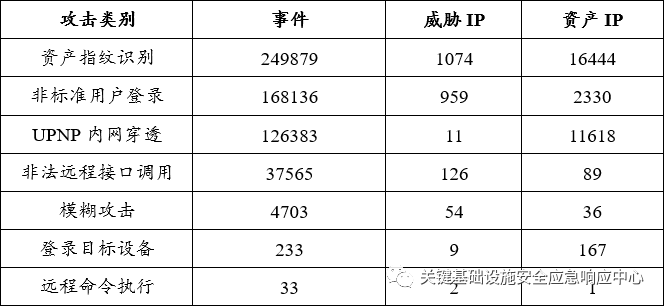 攻击类别 事件 威胁 IP 资产 IP
资产指纹识别 249879 1074 16444
非标准用户登录 168136 959 2330
UPNP 内网穿透 126383 11 11618
非法远程接口调用 37565 126 89
模糊攻击 4703 54 36
登录目标设备 233 9 167
关键基础设施安全应急响应中心
远程命令执行 33 2 1